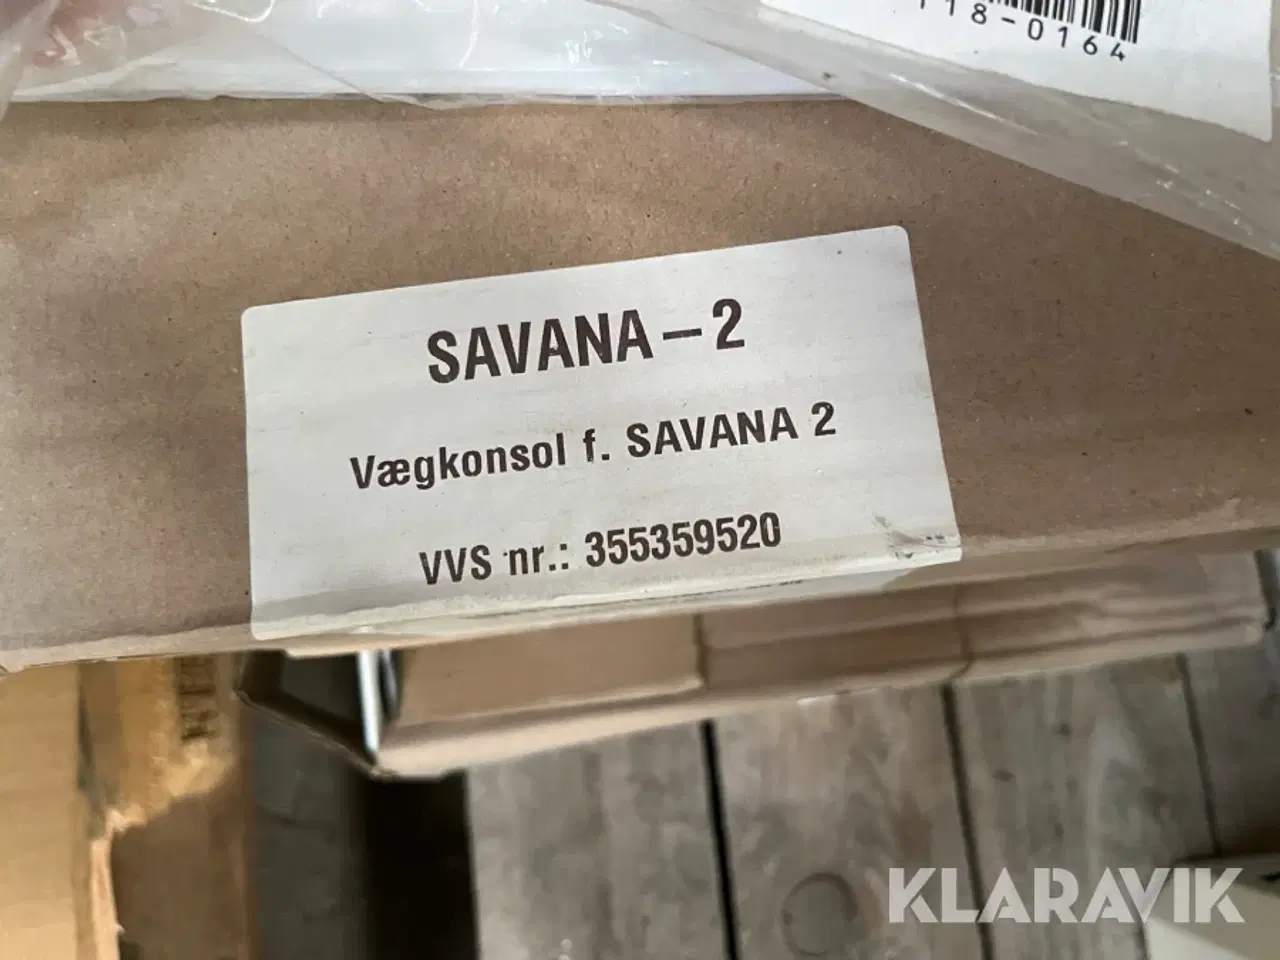 118-0164
SAVANA-2
Vægkonsol f. SAVANA 2
VVS nr.: 355359520
KLARAVIK